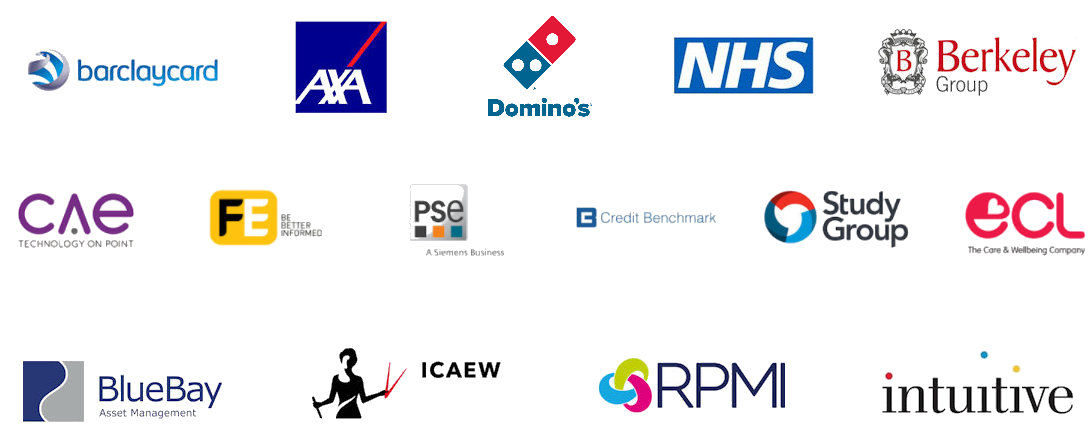 barclaycard
AXA
Domino's
NHS
B
Berkeley
Group
CAE
TECHNOLOGY ON POINT
FE
BE
BETTER
INFORMED
PSe
A Siemens Business
B
Credit Benchmark
Study
Group
eCL
The Care & Wellbeing Company
BlueBay
Asset Management
ICAEW
RPMI
intuitive